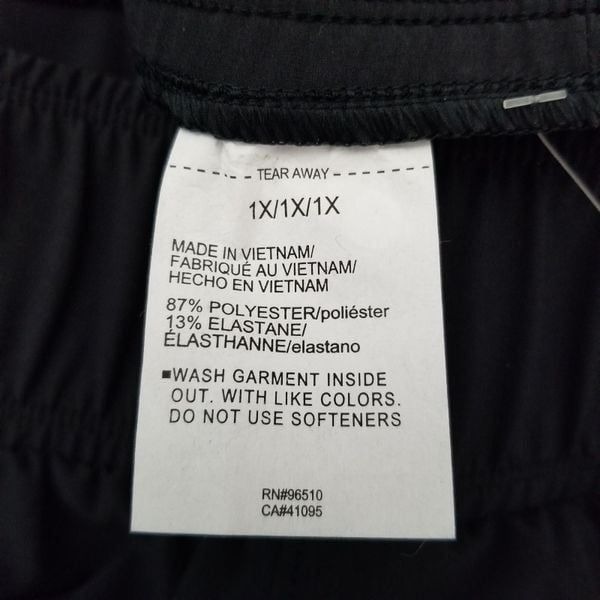 TEAR AWAY
1X/1X/1X
MADE IN VIETNAM/
FABRIQUÉ AU VIETNAM/
HECHO EN VIETNAM
87% POLYESTER/poliéster
13% ELASTANE/
ÉLASTHANNE/elastano
▪WASH GARMENT INSIDE
OUT. WITH LIKE COLORS.
DO NOT USE SOFTENERS
RN#96510
CA#41095